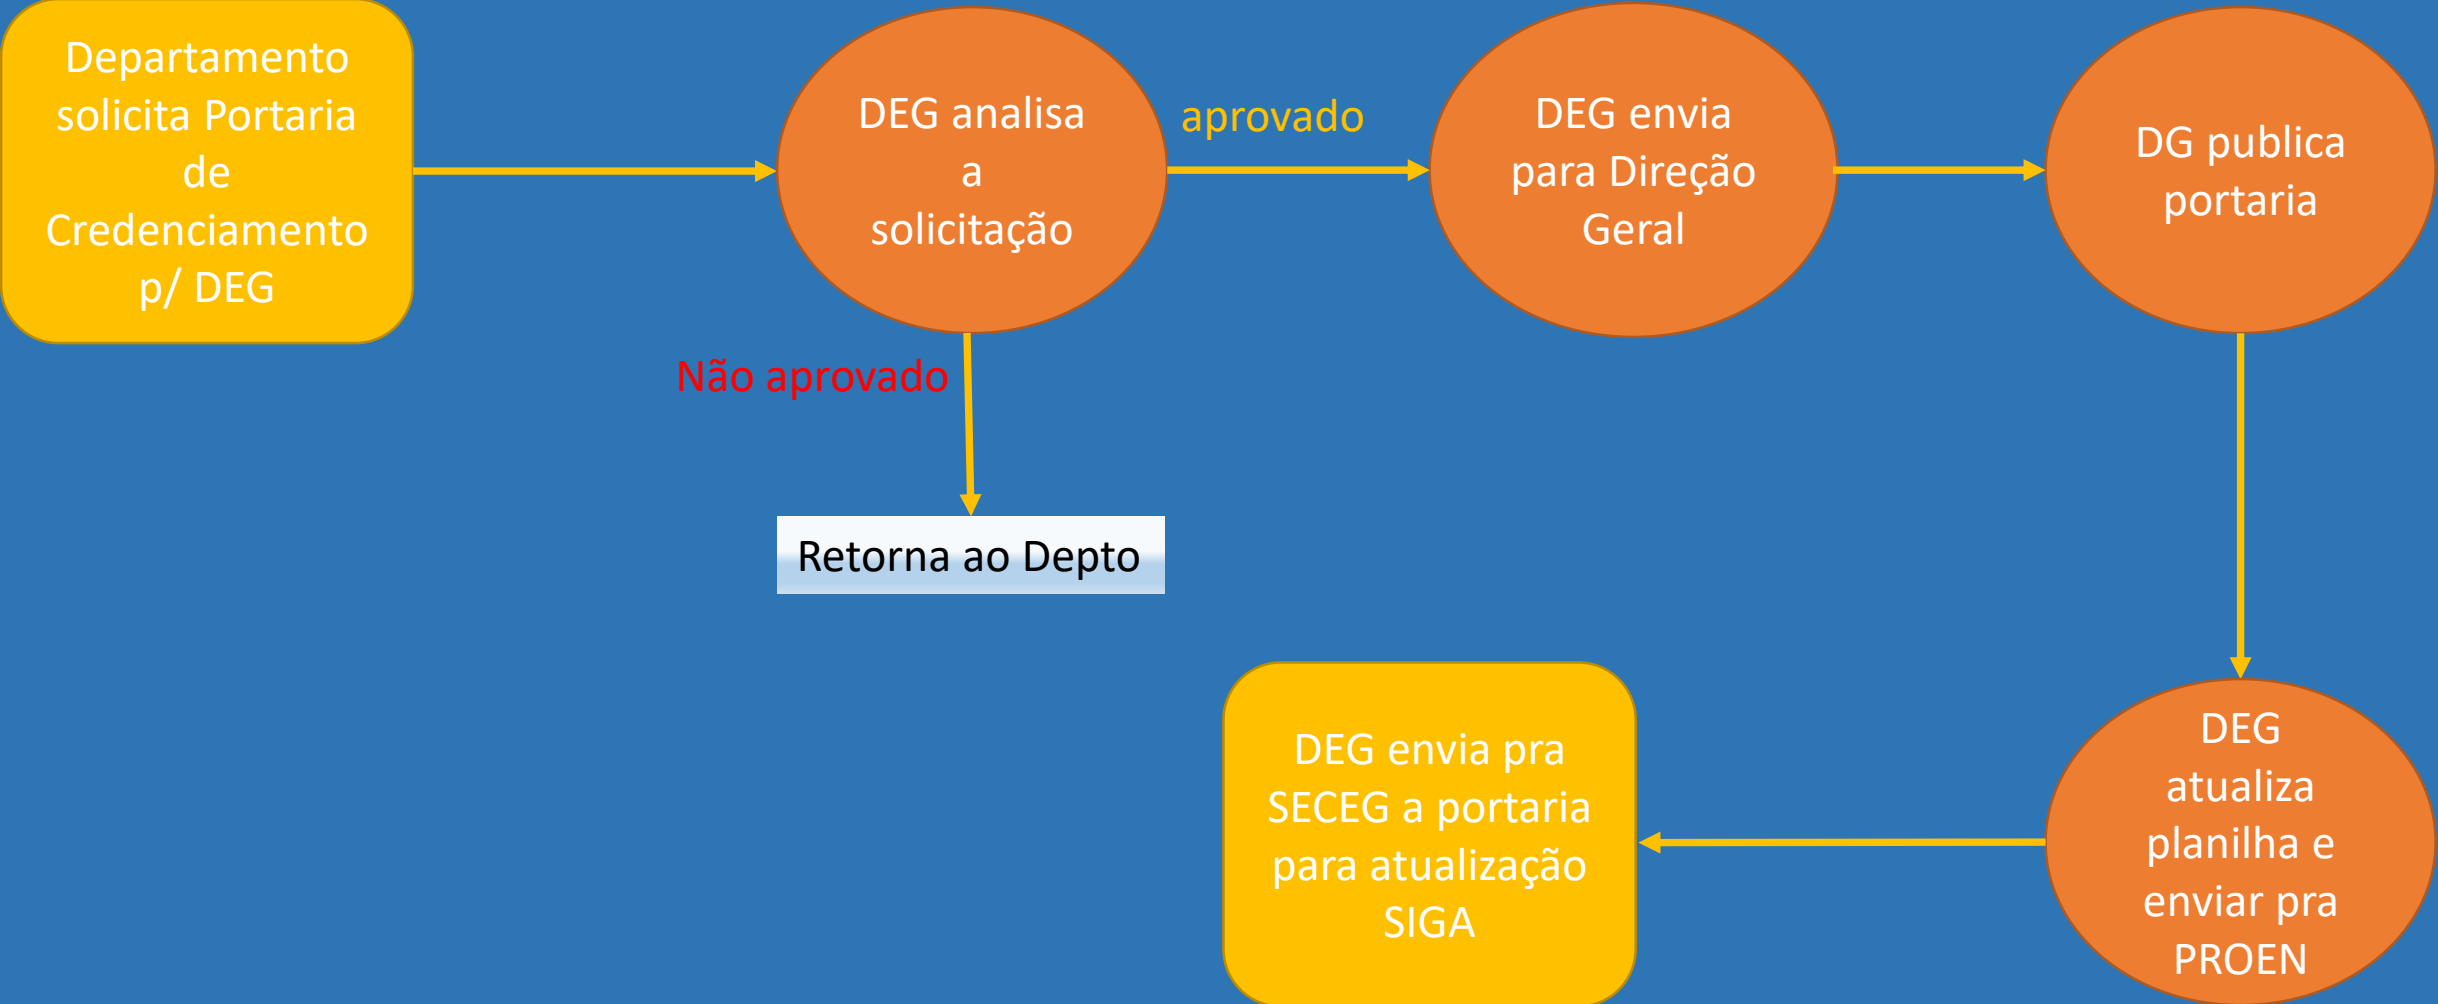 Departamento
solicita Portaria
de
Credenciamento
p/ DEG
DEG analisa
a
solicitação
aprovado
DEG envia
para Direção
Geral
DG publica
portaria
Não aprovado
Retorna ao Depto
DEG
atualiza
planilha e
enviar pra
PROEN
DEG envia pra
SECEG a portaria
para atualização
SIGA